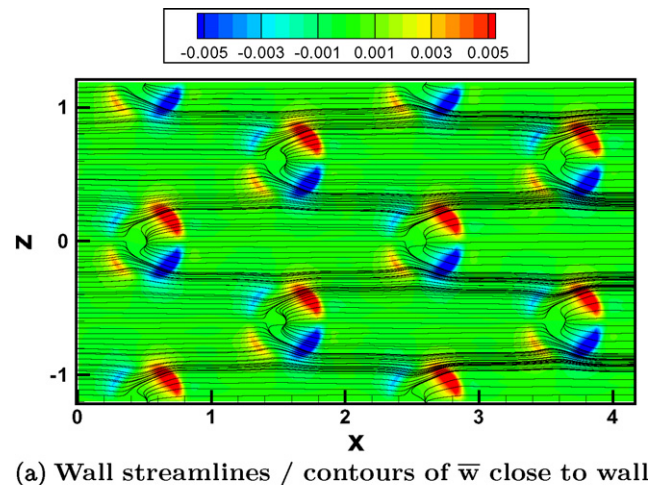 -0.005 -0.003 -0.001 0.001 0.003 0.005
1
0
-1
z
0 1 2 3 4
x
(a) Wall streamlines / contours of w̅ close to wall